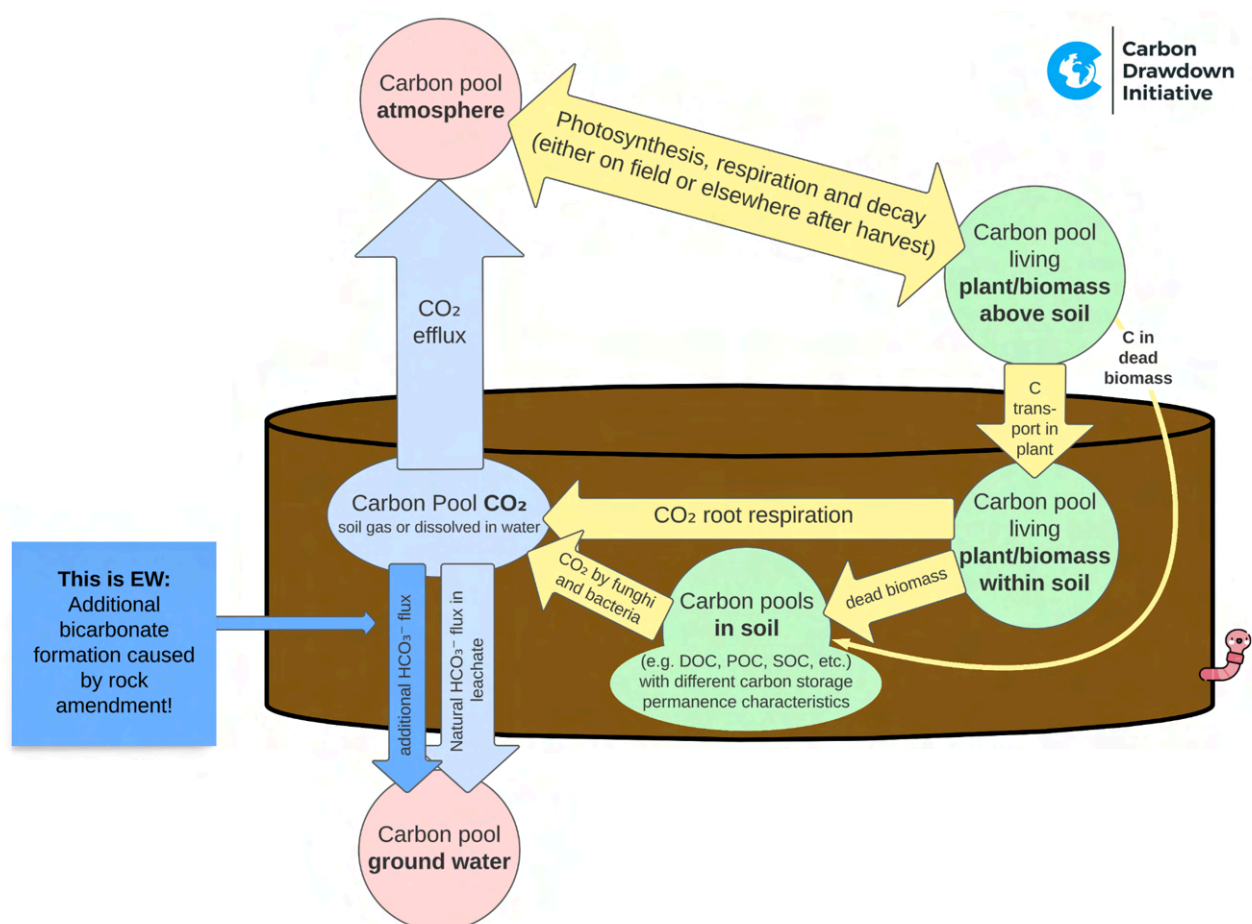 Carbon
Drawdown
Initiative
Carbon pool
atmosphere
Photosynthesis, respiration and decay
(either on field or elsewhere after harvest)
Carbon pool
living
plant/biomass
above soil
CO₂
efflux
C in
dead
biomass
C
trans-
port in
plant
Carbon Pool CO₂
soil gas or dissolved in water
CO₂ root respiration
Carbon pool
living
plant/biomass
within soil
CO₂ by funghi
and bacteria
dead biomass
Carbon pools
in soil
(e.g. DOC, POC, SOC, etc.)
with different carbon storage
permanence characteristics
This is EW:
Additional
bicarbonate
formation caused
by rock
amendment!
additional HCO₃⁻ flux
Natural HCO₃⁻ flux in
leachate
Carbon pool
ground water